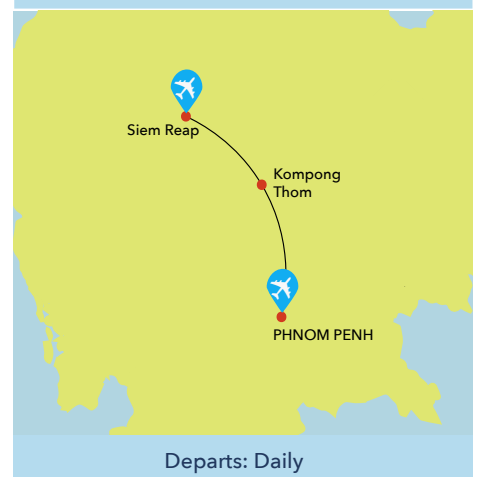 Siem Reap
Kompong
Thom
PHNOM PENH
Departs: Daily